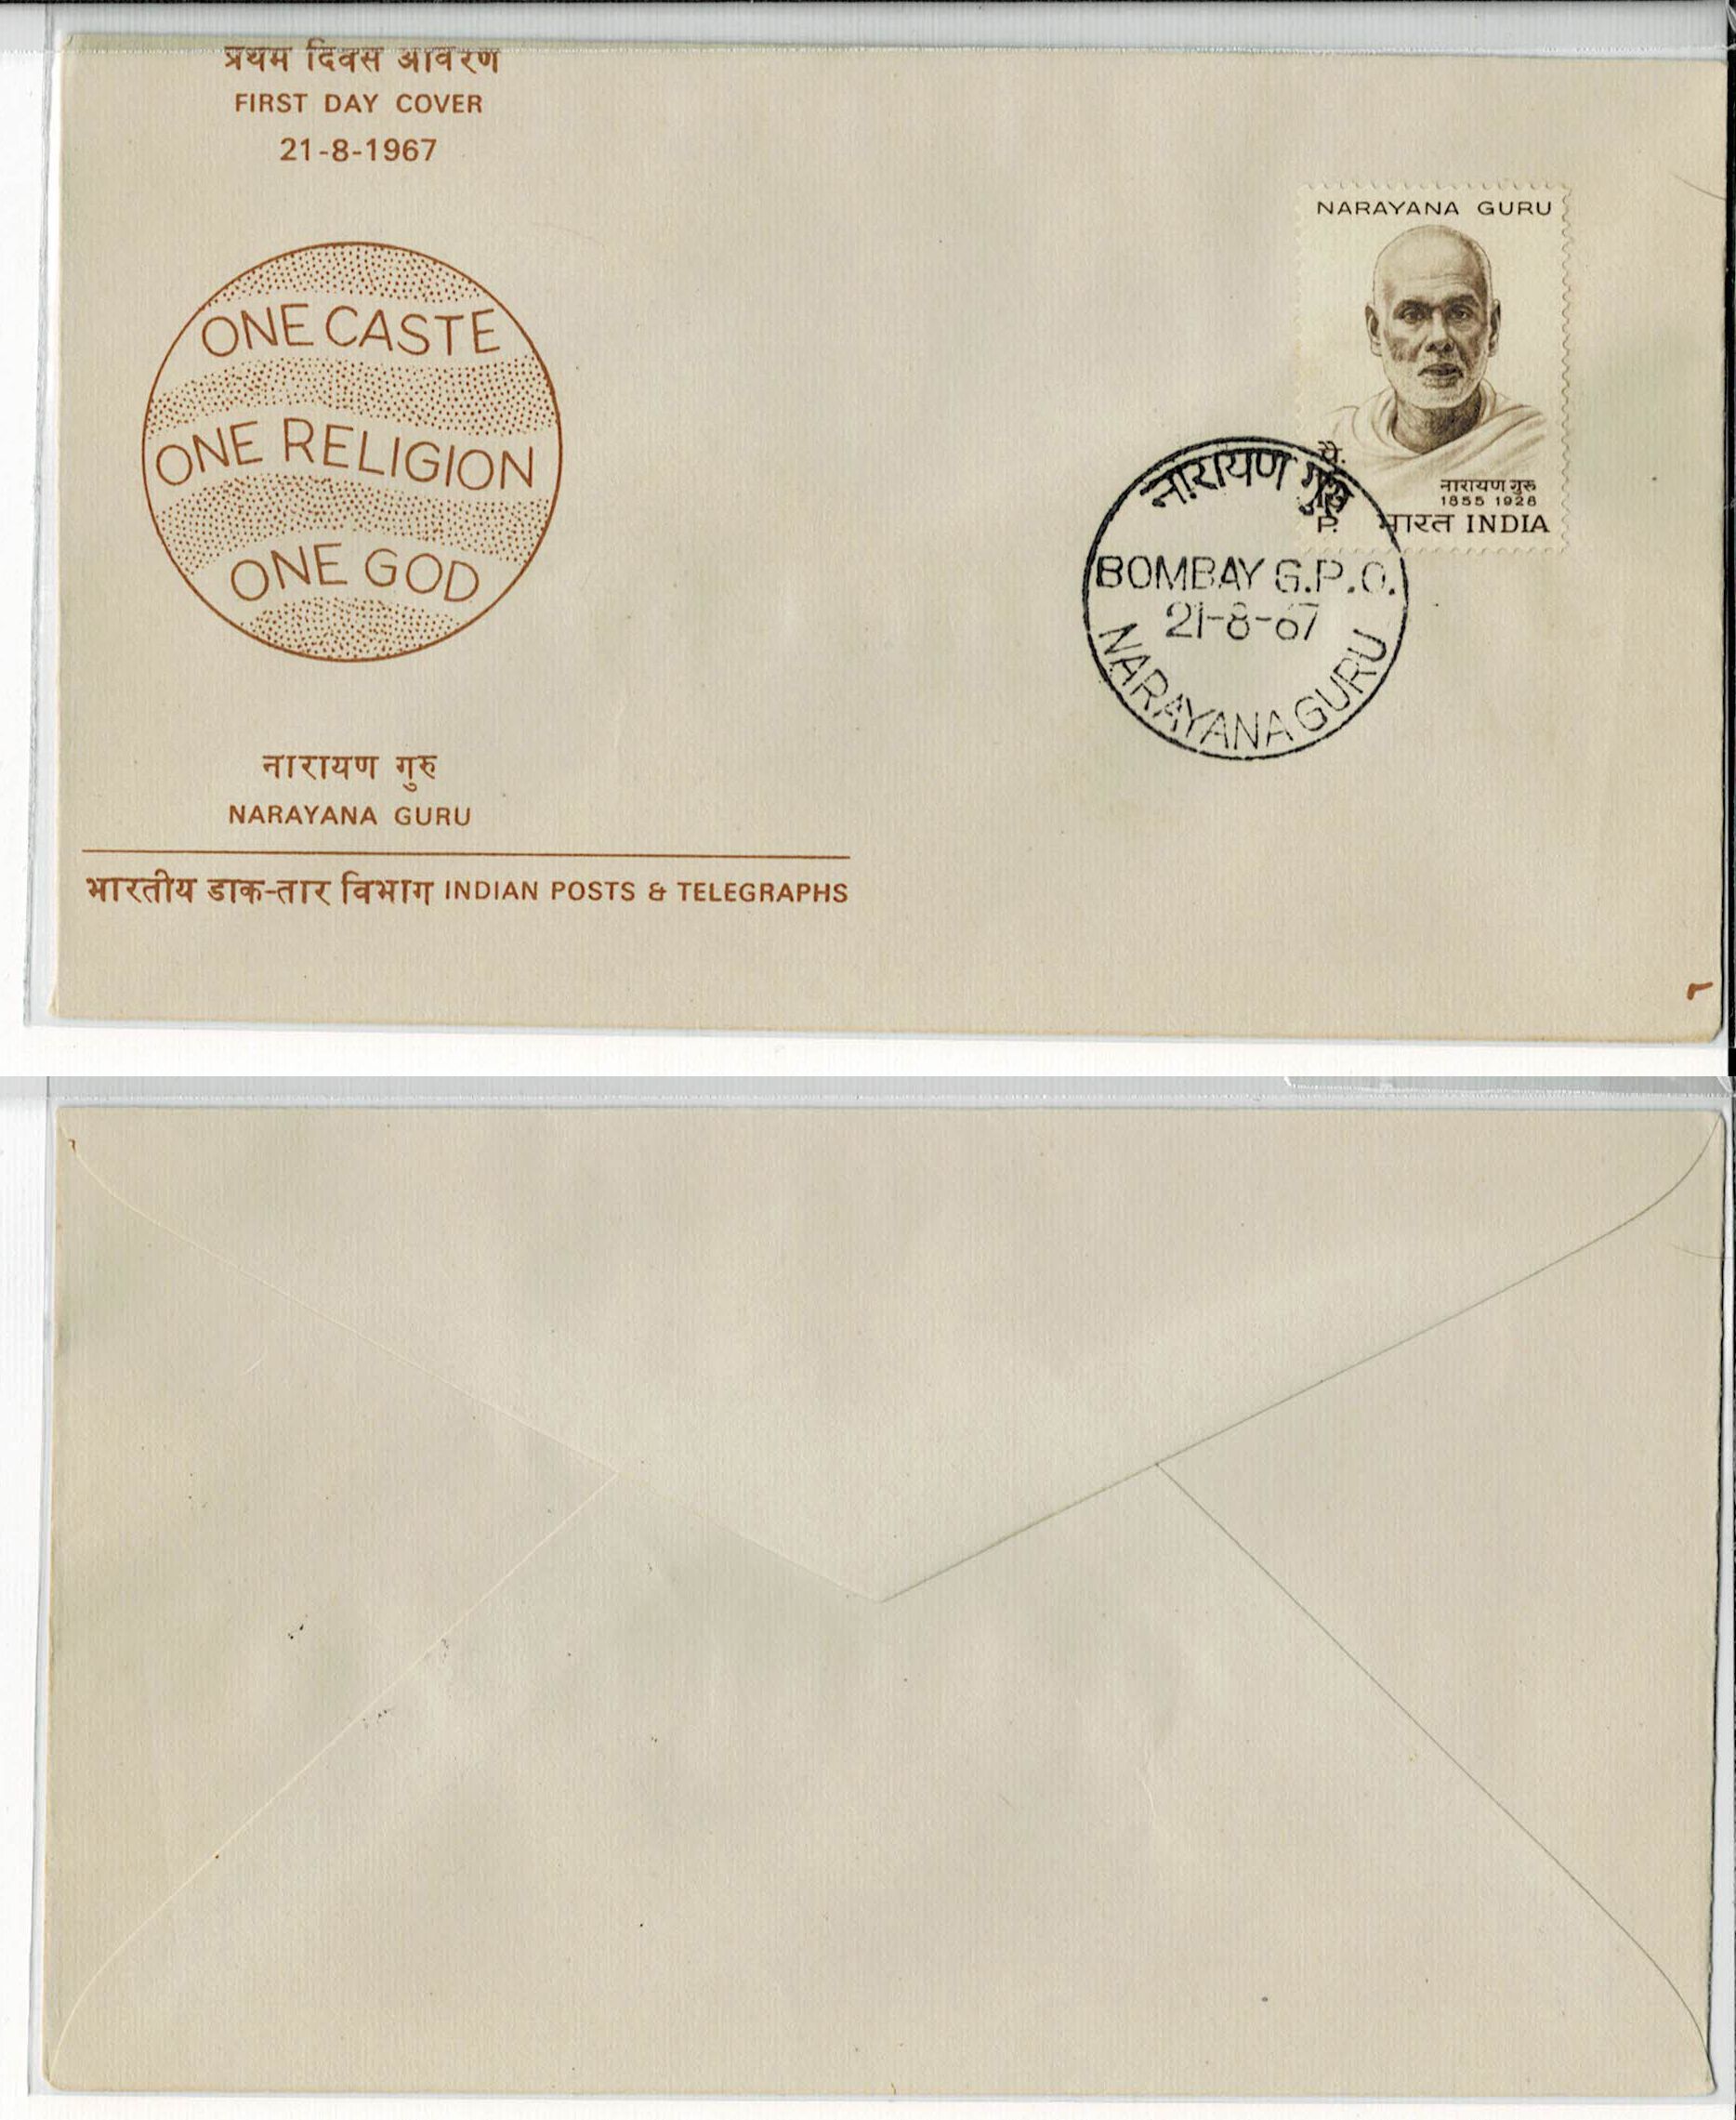 प्रथम दिवस आवरण
FIRST DAY COVER
21-8-1967
ONE CASTE
ONE RELIGION
ONE GOD
नारायण गुरु
NARAYANA GURU
भारतीय डाक-तार विभाग INDIAN POSTS & TELEGRAPHS
NARAYANA GURU
नारायण गुरु
1855 1928
पै.
P.
भारत INDIA
नारायण गुरु
BOMBAY G.P.O.
21-8-67
NARAYANA GURU